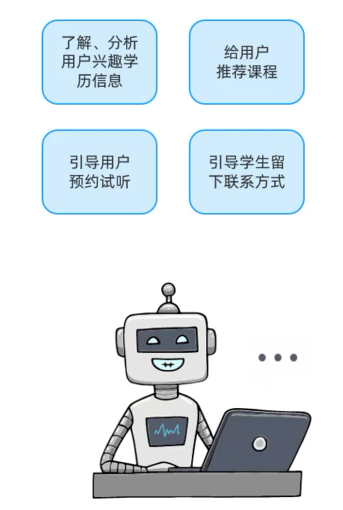 了解、分析
用户兴趣学
历信息
给用户
推荐课程
引导用户
预约试听
引导学生留
下联系方式